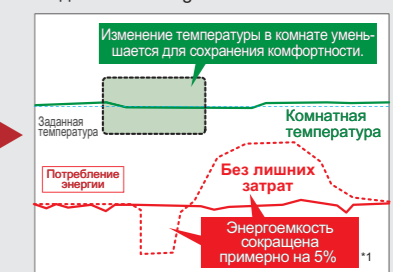 Изменение температуры в комнате умень-
шается для сохранения комфортности.
Заданная
температура
Комнатная
температура
Потребление
энергии
Без лишних
затрат
Энергоемкость
сокращена
примерно на 5%
*1